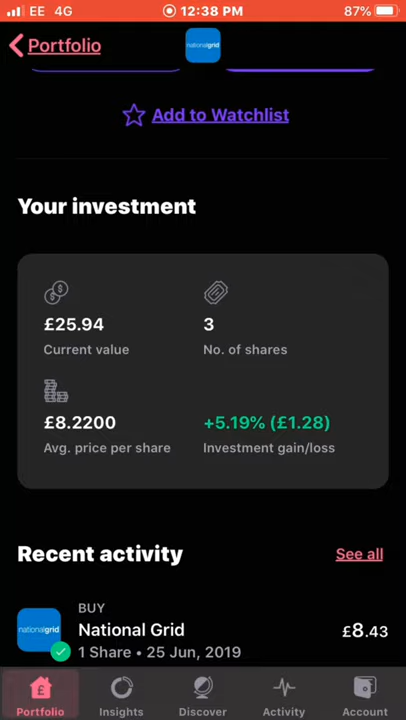 EE 4G 12:38 PM 87%
Portfolio nationalgrid
Add to Watchlist
Your investment
£25.94 3
Current value No. of shares
£8.2200 +5.19% (£1.28)
Avg. price per share Investment gain/loss
Recent activity See all
BUY
nationalgrid National Grid £8.43
1 Share • 25 Jun, 2019
£
Portfolio Insights Discover Activity Account